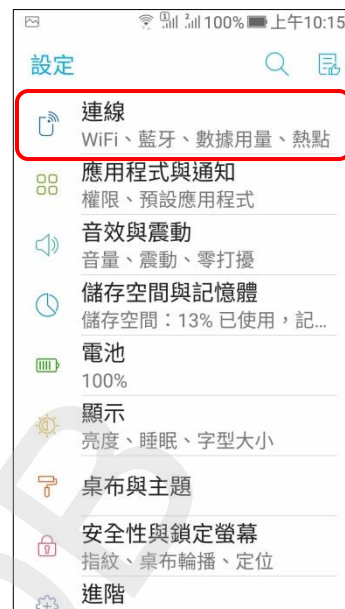 100% 上午10:15
設定
連線
WiFi、藍牙、數據用量、熱點
應用程式與通知
權限、預設應用程式
音效與震動
音量、震動、零打擾
儲存空間與記憶體
儲存空間：13% 已使用，記...
電池
100%
顯示
亮度、睡眠、字型大小
桌布與主題
安全性與鎖定螢幕
指紋、桌布輪播、定位
進階